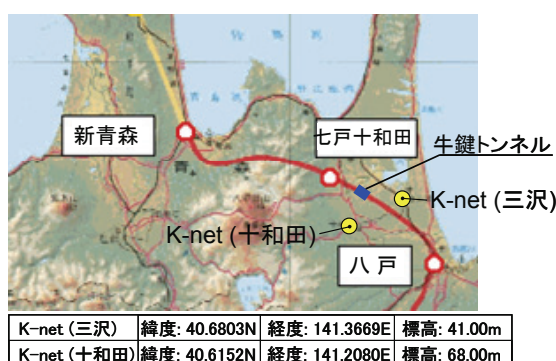 新青森
七戸十和田
牛鍵トンネル
K-net (三沢)
K-net (十和田)
八 戸
青
森
K-net (三沢) 緯度: 40.6803N 経度: 141.3669E 標高: 41.00m
K-net (十和田) 緯度: 40.6152N 経度: 141.2080E 標高: 68.00m